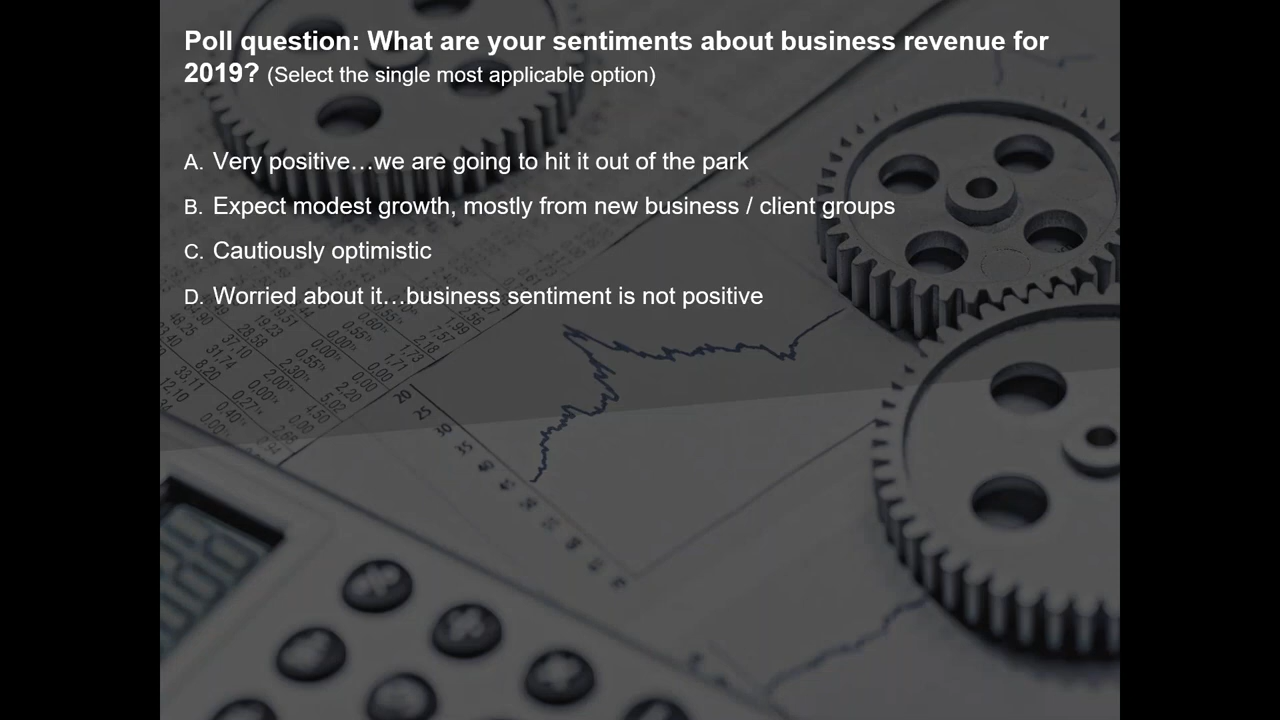 Poll question: What are your sentiments about business revenue for
2019? (Select the single most applicable option)
A. Very positive…we are going to hit it out of the park
B. Expect modest growth, mostly from new business / client groups
C. Cautiously optimistic
D. Worried about it…business sentiment is not positive